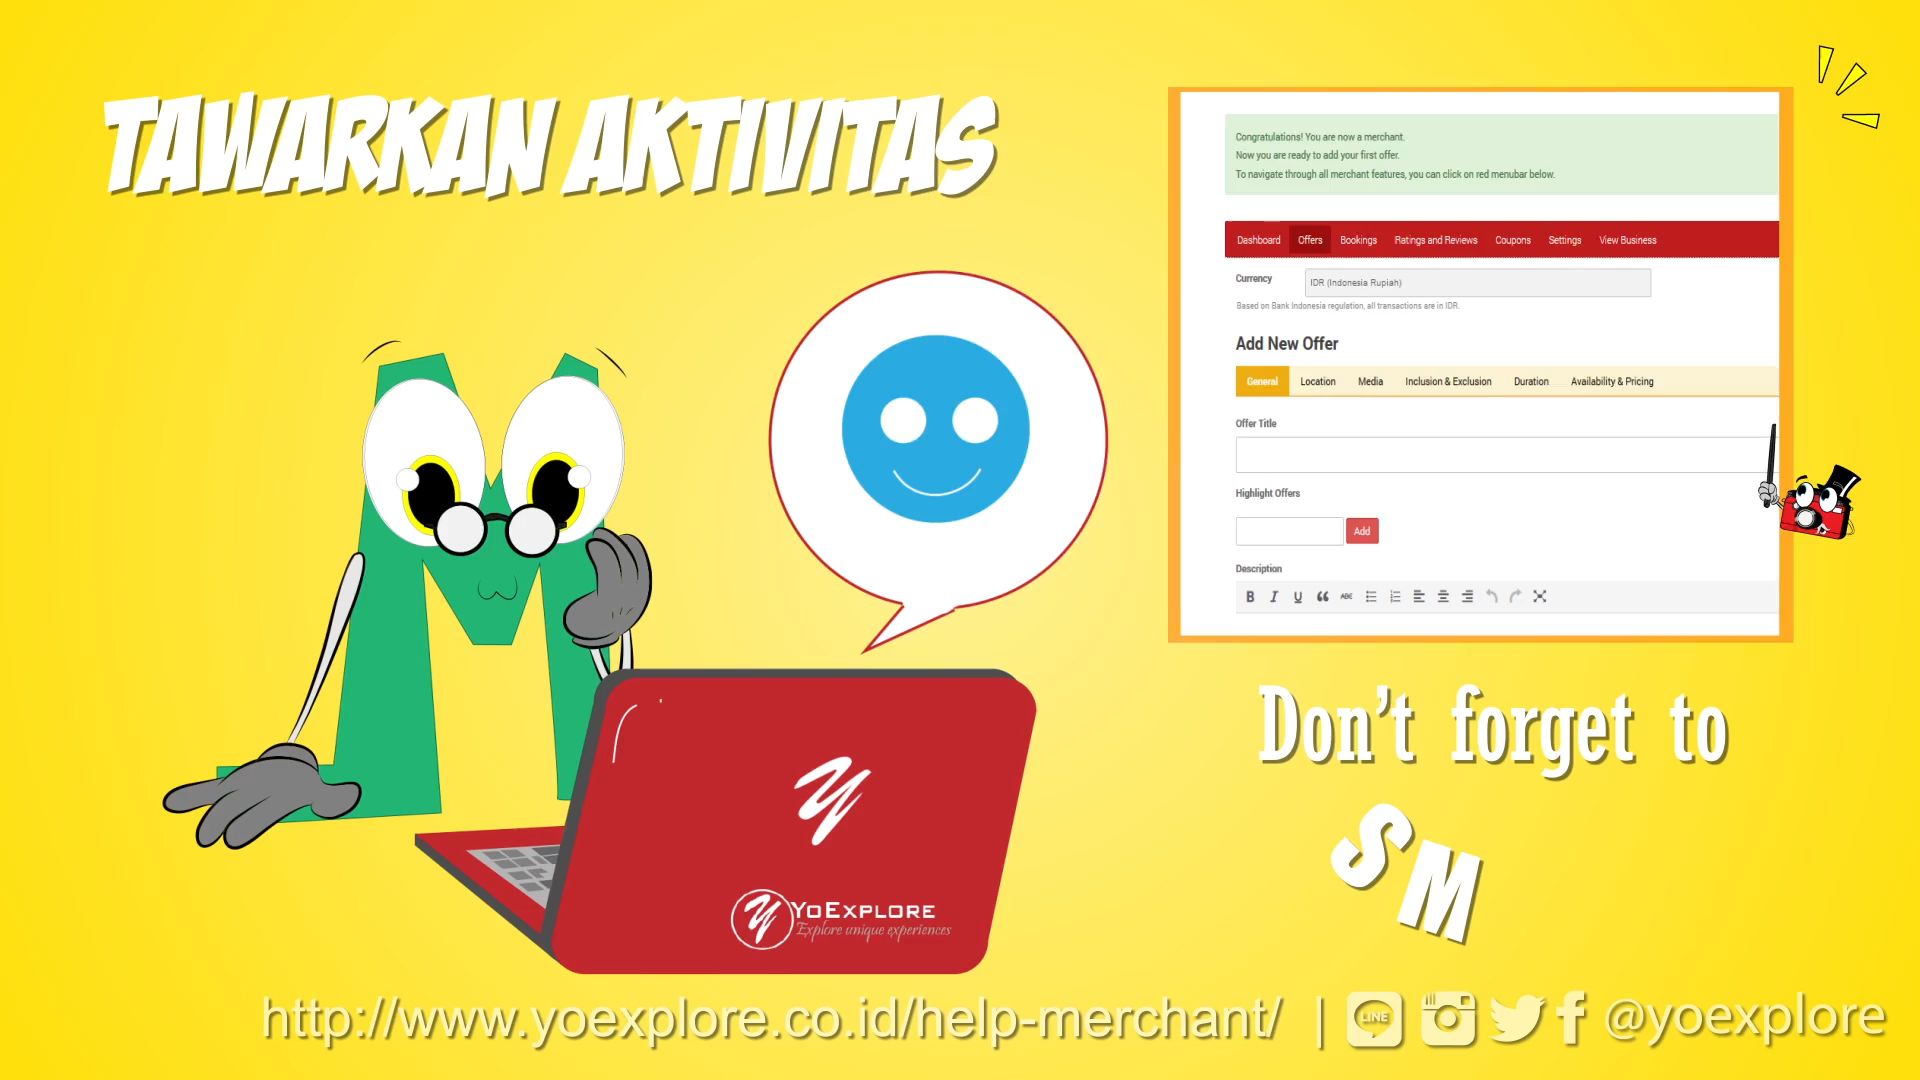 TAWARKAN AKTIVITAS
Congratulations! You are now a merchant.
Now you are ready to add your first offer.
To navigate through all merchant features, you can click on red menubar below.
Dashboard Offers Bookings Ratings and Reviews Coupons Settings View Business
Currency IDR (Indonesia Rupiah)
Based on Bank Indonesia regulation, all transactions are in IDR.
Add New Offer
General Location Media Inclusion & Exclusion Duration Availability & Pricing
Offer Title
Highlight Offers
Add
Description
B I U ABC
Don't forget to
SM
Y
YOEXPLORE
Explore unique experiences
http://www.yoexplore.co.id/help-merchant/ | LINE @yoexplore